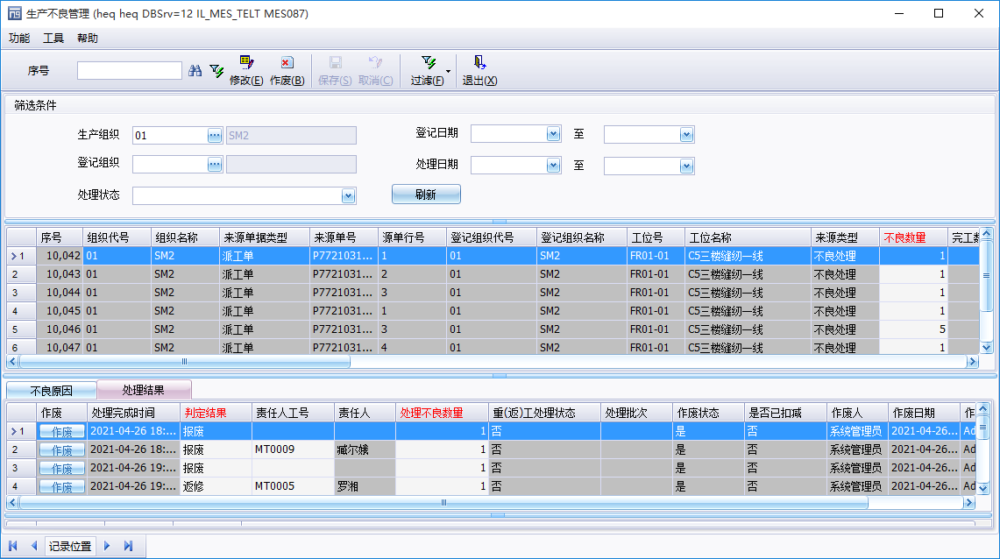 生产不良管理 (heq heq DBSrv=12 IL_MES_TELT MES087)
功能 工具 帮助
序号 修改(E) 作废(B) 保存(S) 取消(C) 过滤(F) 退出(X)
筛选条件
生产组织 01 SM2 登记日期 至
登记组织 处理日期 至
处理状态 刷新
序号 组织代号 组织名称 来源单据类型 来源单号 源单行号 登记组织代号 登记组织名称 工位号 工位名称 来源类型 不良数量 完工数
1 10,042 01 SM2 派工单 P7721031... 1 01 SM2 FR01-01 C5三楼缝纫一线 不良处理 1
2 10,043 01 SM2 派工单 P7721031... 2 01 SM2 FR01-01 C5三楼缝纫一线 不良处理 1
3 10,044 01 SM2 派工单 P7721031... 3 01 SM2 FR01-01 C5三楼缝纫一线 不良处理 1
4 10,045 01 SM2 派工单 P7721031... 1 01 SM2 FR01-01 C5三楼缝纫一线 不良处理 1
5 10,046 01 SM2 派工单 P7721031... 3 01 SM2 FR01-01 C5三楼缝纫一线 不良处理 5
6 10,047 01 SM2 派工单 P7721031... 4 01 SM2 FR01-01 C5三楼缝纫一线 不良处理 1
不良原因 处理结果
作废 处理完成时间 判定结果 责任人工号 责任人 处理不良数量 重(返)工处理状态 处理批次 作废状态 是否已扣减 作废人 作废日期 作
1 作废 2021-04-26 18:... 报废 1 否 是 否 系统管理员 2021-04-26... Ad
2 作废 2021-04-26 18:... 报废 MT0009 臧尔娥 1 否 是 否 系统管理员 2021-04-26... Ad
3 作废 2021-04-26 19:... 报废 1 否 是 否 系统管理员 2021-04-26... Ad
4 作废 2021-04-26 19:... 返修 MT0005 罗湘 1 否 是 否 系统管理员 2021-04-26... Ad
记录位置